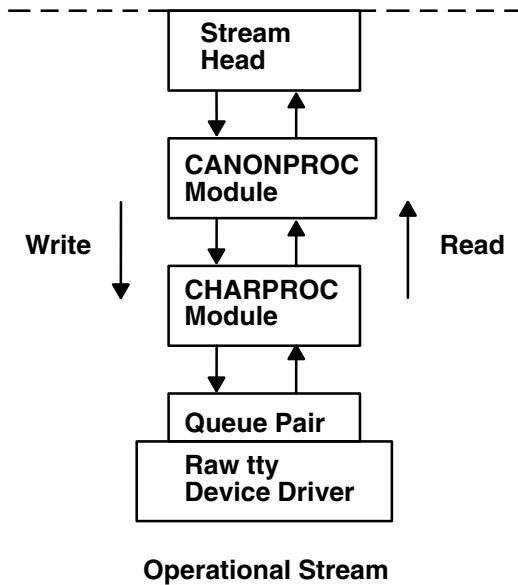 Stream
Head
CANONPROC
Module
Write
Read
CHARPROC
Module
Queue Pair
Raw tty
Device Driver
Operational Stream